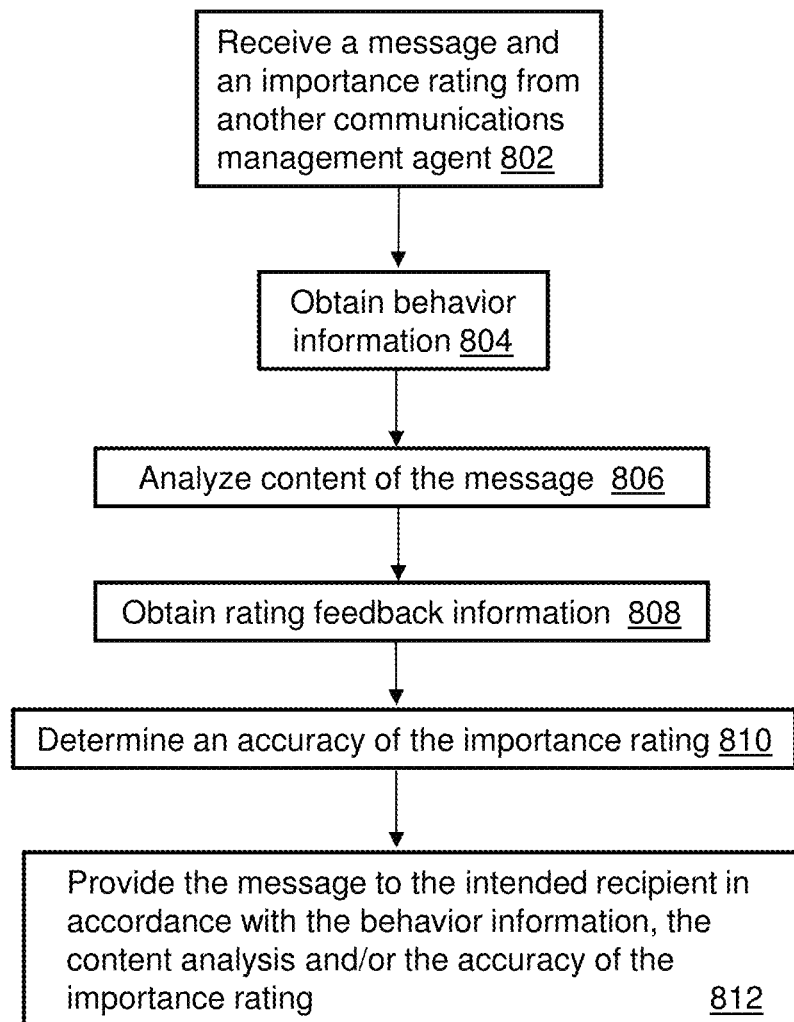 Receive a message and
an importance rating from
another communications
management agent 802
Obtain behavior
information 804
Analyze content of the message 806
Obtain rating feedback information 808
Determine an accuracy of the importance rating 810
Provide the message to the intended recipient in
accordance with the behavior information, the
content analysis and/or the accuracy of the
importance rating 812